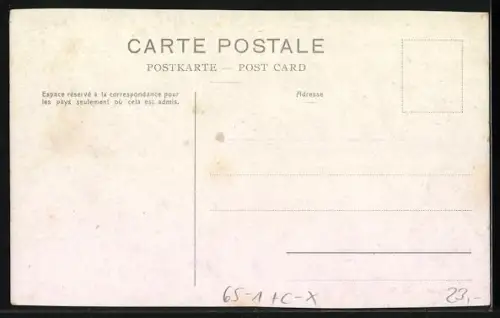 CARTE POSTALE
POSTKARTE — POST CARD
Espace réservé à la correspondance pour
les pays seulement où cela est admis.
Adresse
65-1+C-X
23,-